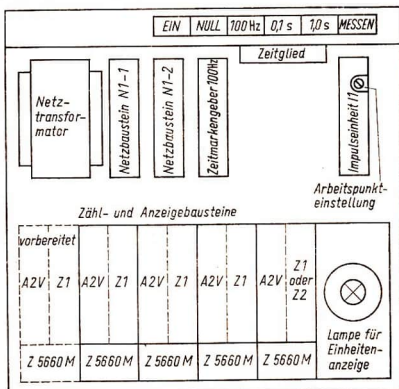 EIN NULL 100 Hz 0,1 s 1,0 s MESSEN
Zeitglied
Netz-
transfor-
mator
Netzbaustein N1-1
Netzbaustein N1-2
Zeitmarkengeber 100Hz
Impulseinheit I1
Arbeitspunkt-
einstellung
Zähl- und Anzeigebausteine
vorbereitet
A2V Z1 A2V Z1 A2V Z1 A2V Z1 A2V Z1
oder
Z2
Z 5660 M Z 5660 M Z 5660 M Z 5660 M Z 5660 M
Lampe für
Einheiten-
anzeige